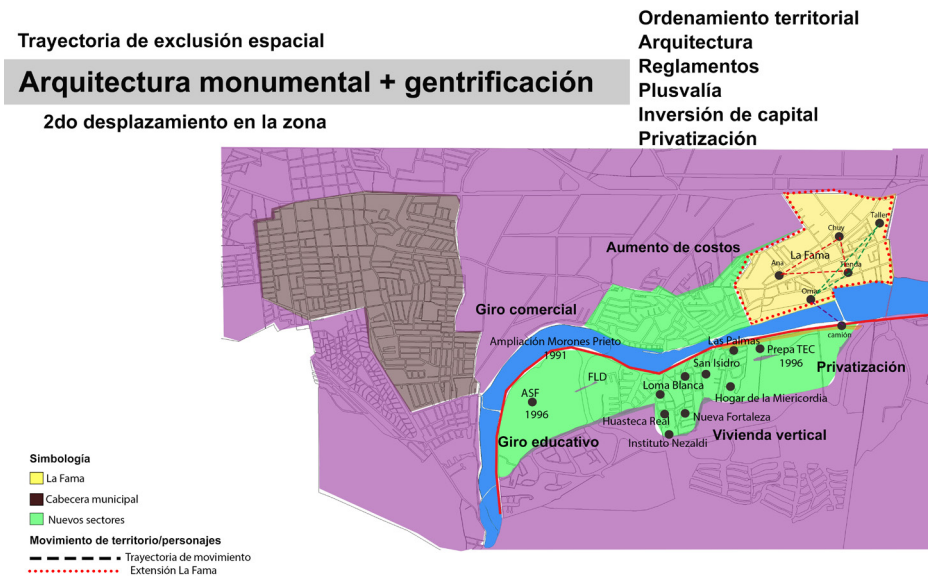 Trayectoria de exclusión espacial
Arquitectura monumental + gentrificación
2do desplazamiento en la zona
Ordenamiento territorial
Arquitectura
Reglamentos
Plusvalía
Inversión de capital
Privatización
Taller
Chuy
La Fama
Ana
Tienda
Omar
camión
Aumento de costos
Giro comercial
Ampliación Morones Prieto
1991
Las Palmas
Prepa TEC
1996
San Isidro
Privatización
FLD
Loma Blanca
ASF
1996
Hogar de la Miericordia
Huasteca Real
Nueva Fortaleza
Giro educativo
Instituto Nezaldi
Vivienda vertical
Simbología
La Fama
Cabecera municipal
Nuevos sectores
Movimiento de territorio/personajes
Trayectoria de movimiento
Extensión La Fama